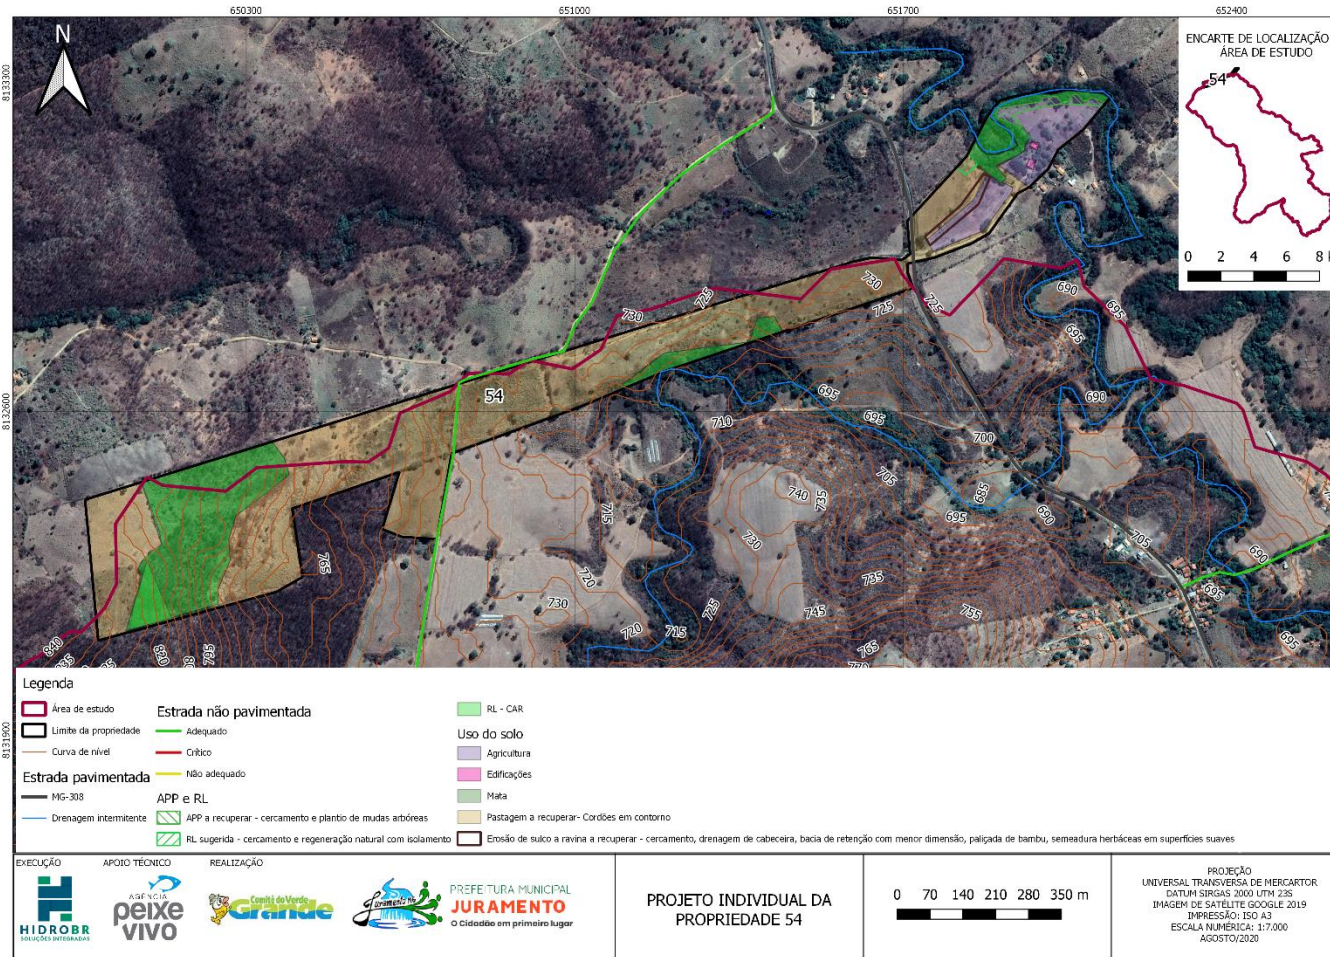 650300
651000
651700
652400
8133300
8132600
8131900
N
ENCARTE DE LOCALIZAÇÃO
ÁREA DE ESTUDO
54
0 2 4 6 8
730
725
730
725
725
690
695
695
690
54
695
695
710
700
705
740
735
685
695
690
715
730
705
690
695
765
720
735
730
725
745
755
720
715
695
765
840
820
795
Legenda
Área de estudo
Limite da propriedade
Curva de nível
Estrada pavimentada
MG-308
Drenagem intermitente
Estrada não pavimentada
Adequado
Crítico
Não adequado
APP e RL
APP a recuperar - cercamento e plantio de mudas arbóreas
RL sugerida - cercamento e regeneração natural com isolamento
RL - CAR
Uso do solo
Agricultura
Edificações
Mata
Pastagem a recuperar- Cordões em contorno
Erosão de sulco a ravina a recuperar - cercamento, drenagem de cabeceira, bacia de retenção com menor dimensão, paliçada de bambu, semeadura herbáceas em superfícies suaves
EXECUÇÃO
HIDROBR
SOLUÇÕES INTEGRADAS
APOIO TÉCNICO
AGÊNCIA
peixe
vivo
REALIZAÇÃO
Comitê do Verde
Grande
Juramento
PREFEITURA MUNICIPAL
JURAMENTO
O Cidadão em primeiro lugar
PROJETO INDIVIDUAL DA
PROPRIEDADE 54
0 70 140 210 280 350 m
PROJEÇÃO
UNIVERSAL TRANSVERSA DE MERCARTOR
DATUM SIRGAS 2000 UTM 23S
IMAGEM DE SATÉLITE GOOGLE 2019
IMPRESSÃO: ISO A3
ESCALA NUMÉRICA: 1:7.000
AGOSTO/2020